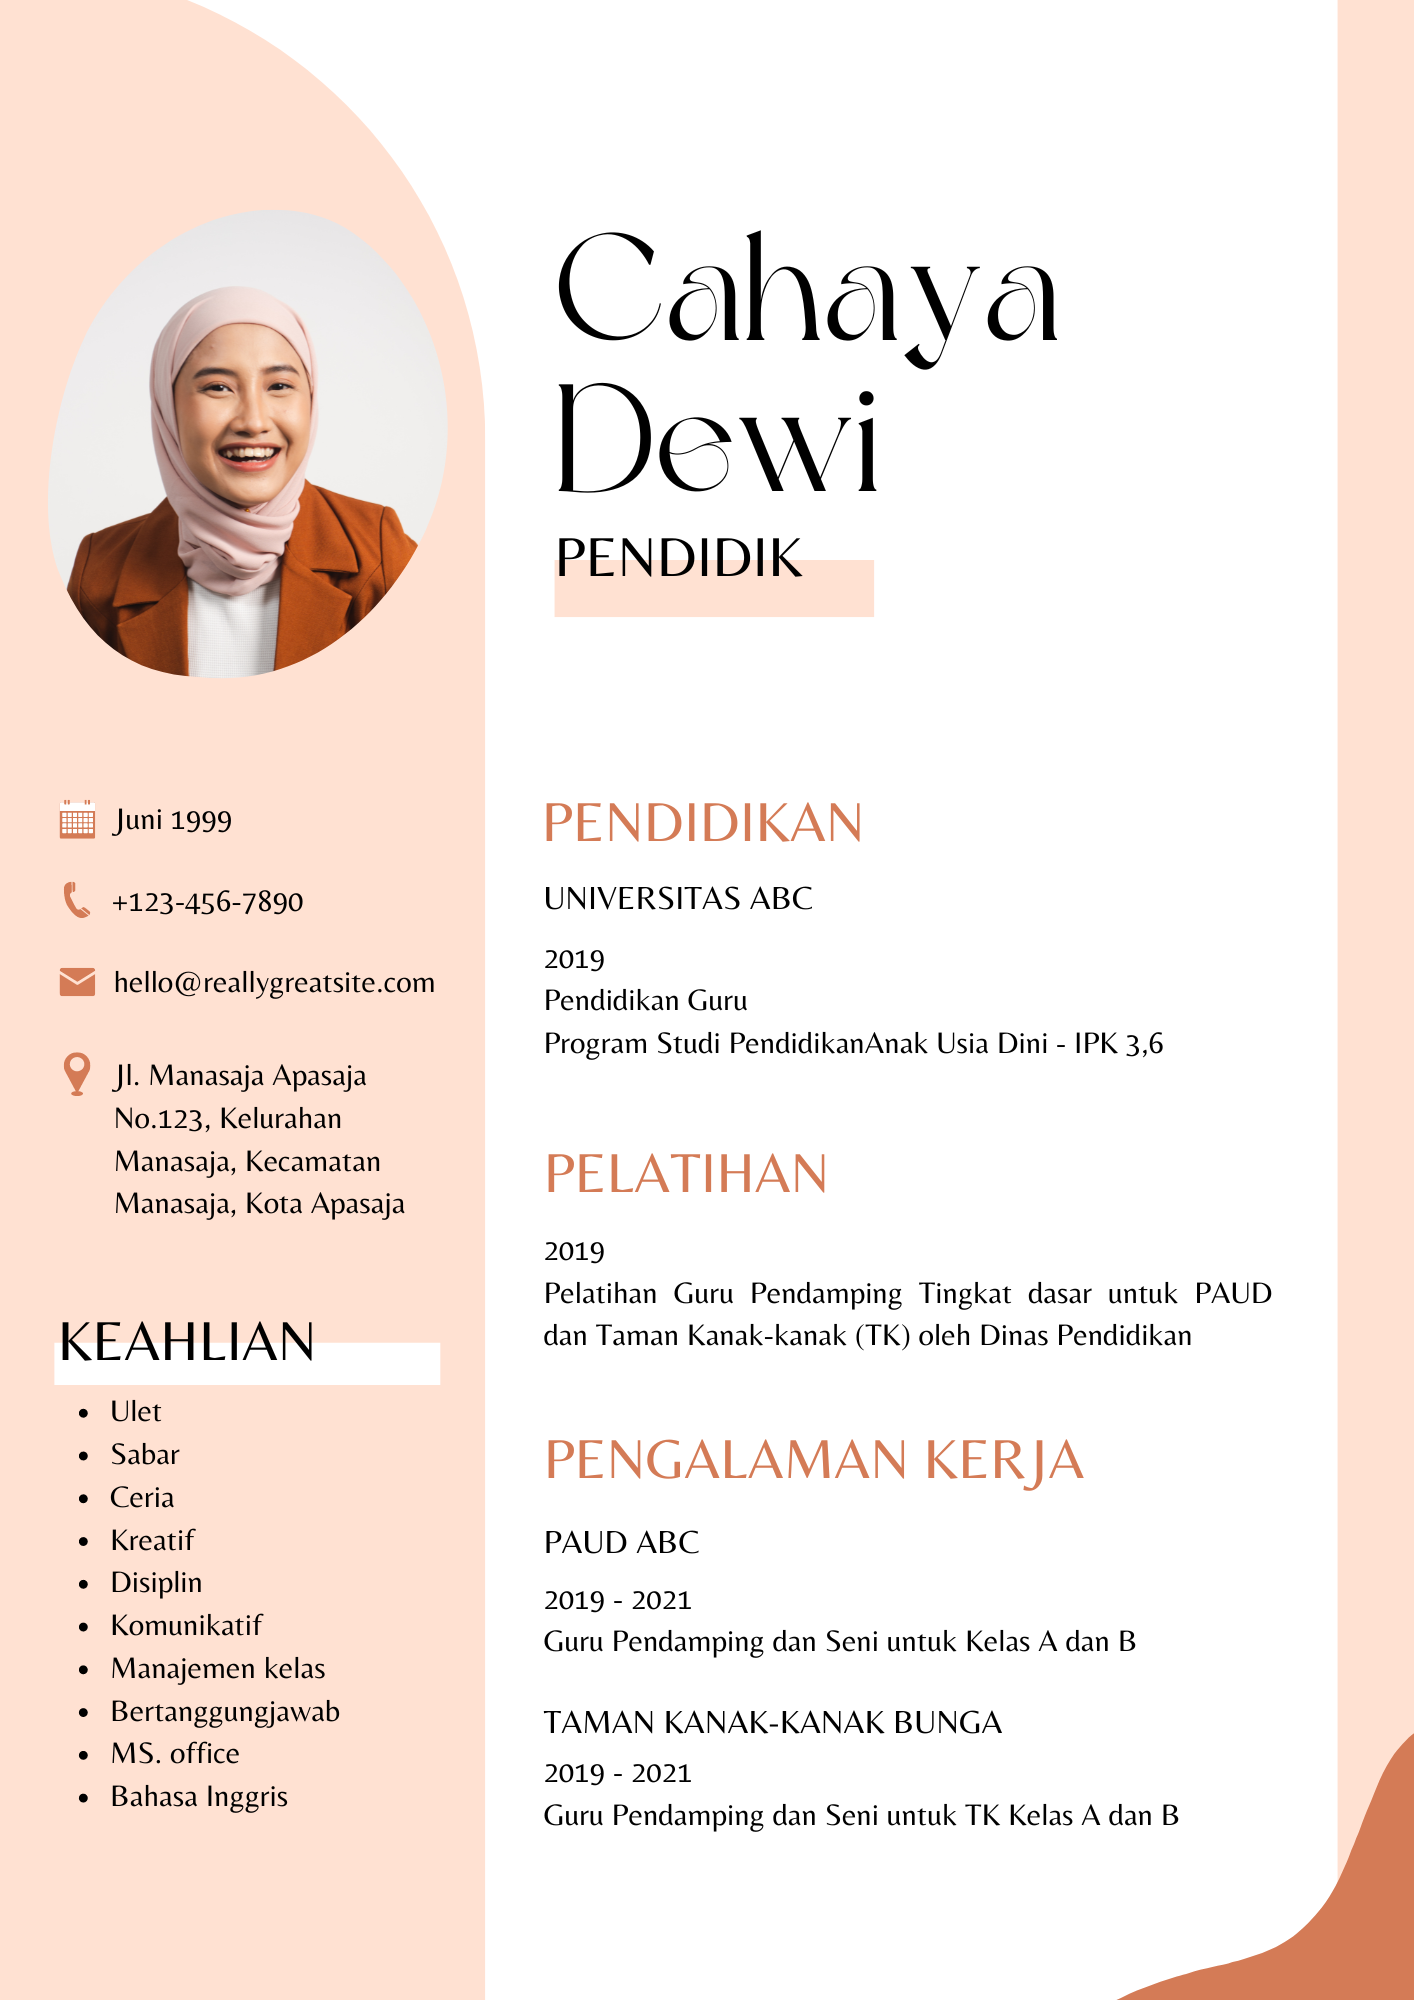 Cahaya
Dewi
PENDIDIK
Juni 1999
+123-456-7890
hello@reallygreatsite.com
Jl. Manasaja Apasaja
No.123, Kelurahan
Manasaja, Kecamatan
Manasaja, Kota Apasaja
KEAHLIAN
• Ulet
• Sabar
• Ceria
• Kreatif
• Disiplin
• Komunikatif
• Manajemen kelas
• Bertanggungjawab
• MS. office
• Bahasa Inggris
PENDIDIKAN
UNIVERSITAS ABC
2019
Pendidikan Guru
Program Studi PendidikanAnak Usia Dini - IPK 3,6
PELATIHAN
2019
Pelatihan Guru Pendamping Tingkat dasar untuk PAUD
dan Taman Kanak-kanak (TK) oleh Dinas Pendidikan
PENGALAMAN KERJA
PAUD ABC
2019 - 2021
Guru Pendamping dan Seni untuk Kelas A dan B
TAMAN KANAK-KANAK BUNGA
2019 - 2021
Guru Pendamping dan Seni untuk TK Kelas A dan B